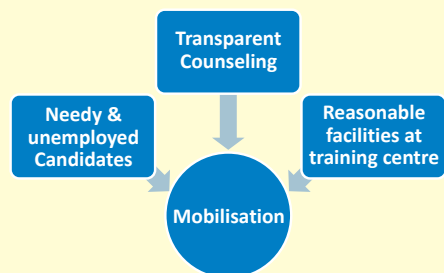 Transparent
Counseling
Needy &
unemployed
Candidates
Reasonable
facilities at
training centre
Mobilisation